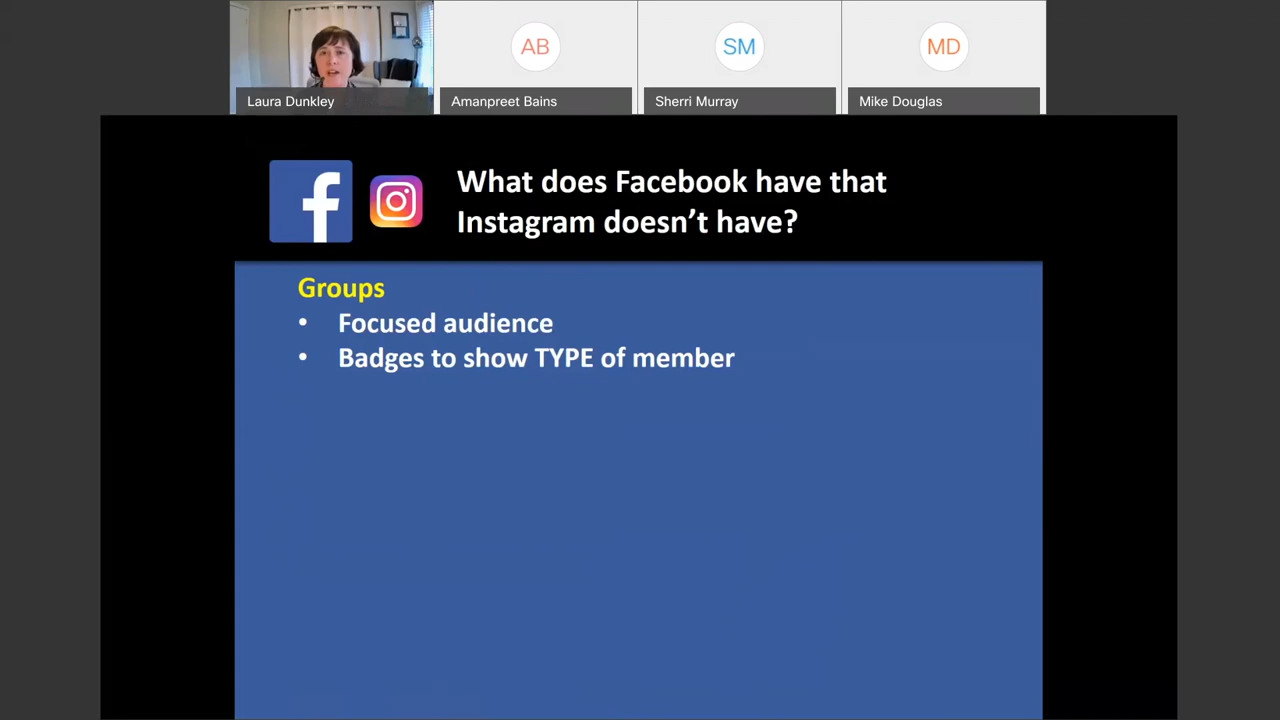 AB
SM
MD
Laura Dunkley
Amanpreet Bains
Sherri Murray
Mike Douglas
What does Facebook have that
Instagram doesn’t have?
Groups
• Focused audience
• Badges to show TYPE of member